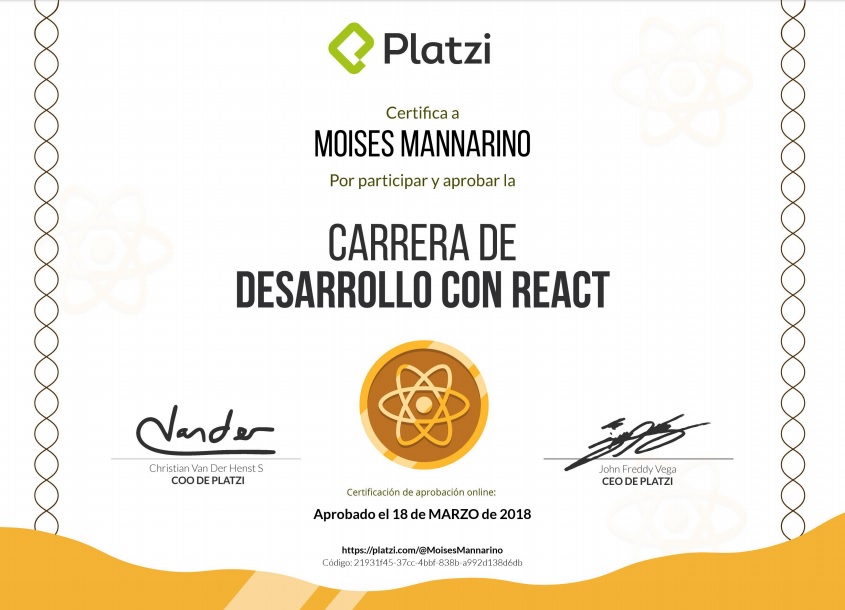 Platzi
Certifica a
MOISES MANNARINO
Por participar y aprobar la
CARRERA DE
DESARROLLO CON REACT
Vander
Christian Van Der Henst S
COO DE PLATZI
John Freddy Vega
CEO DE PLATZI
Certificación de aprobación online:
Aprobado el 18 de MARZO de 2018
https://platzi.com/@MoisesMannarino
Código: 21931f45-37cc-4bbf-838b-a992d138d6db